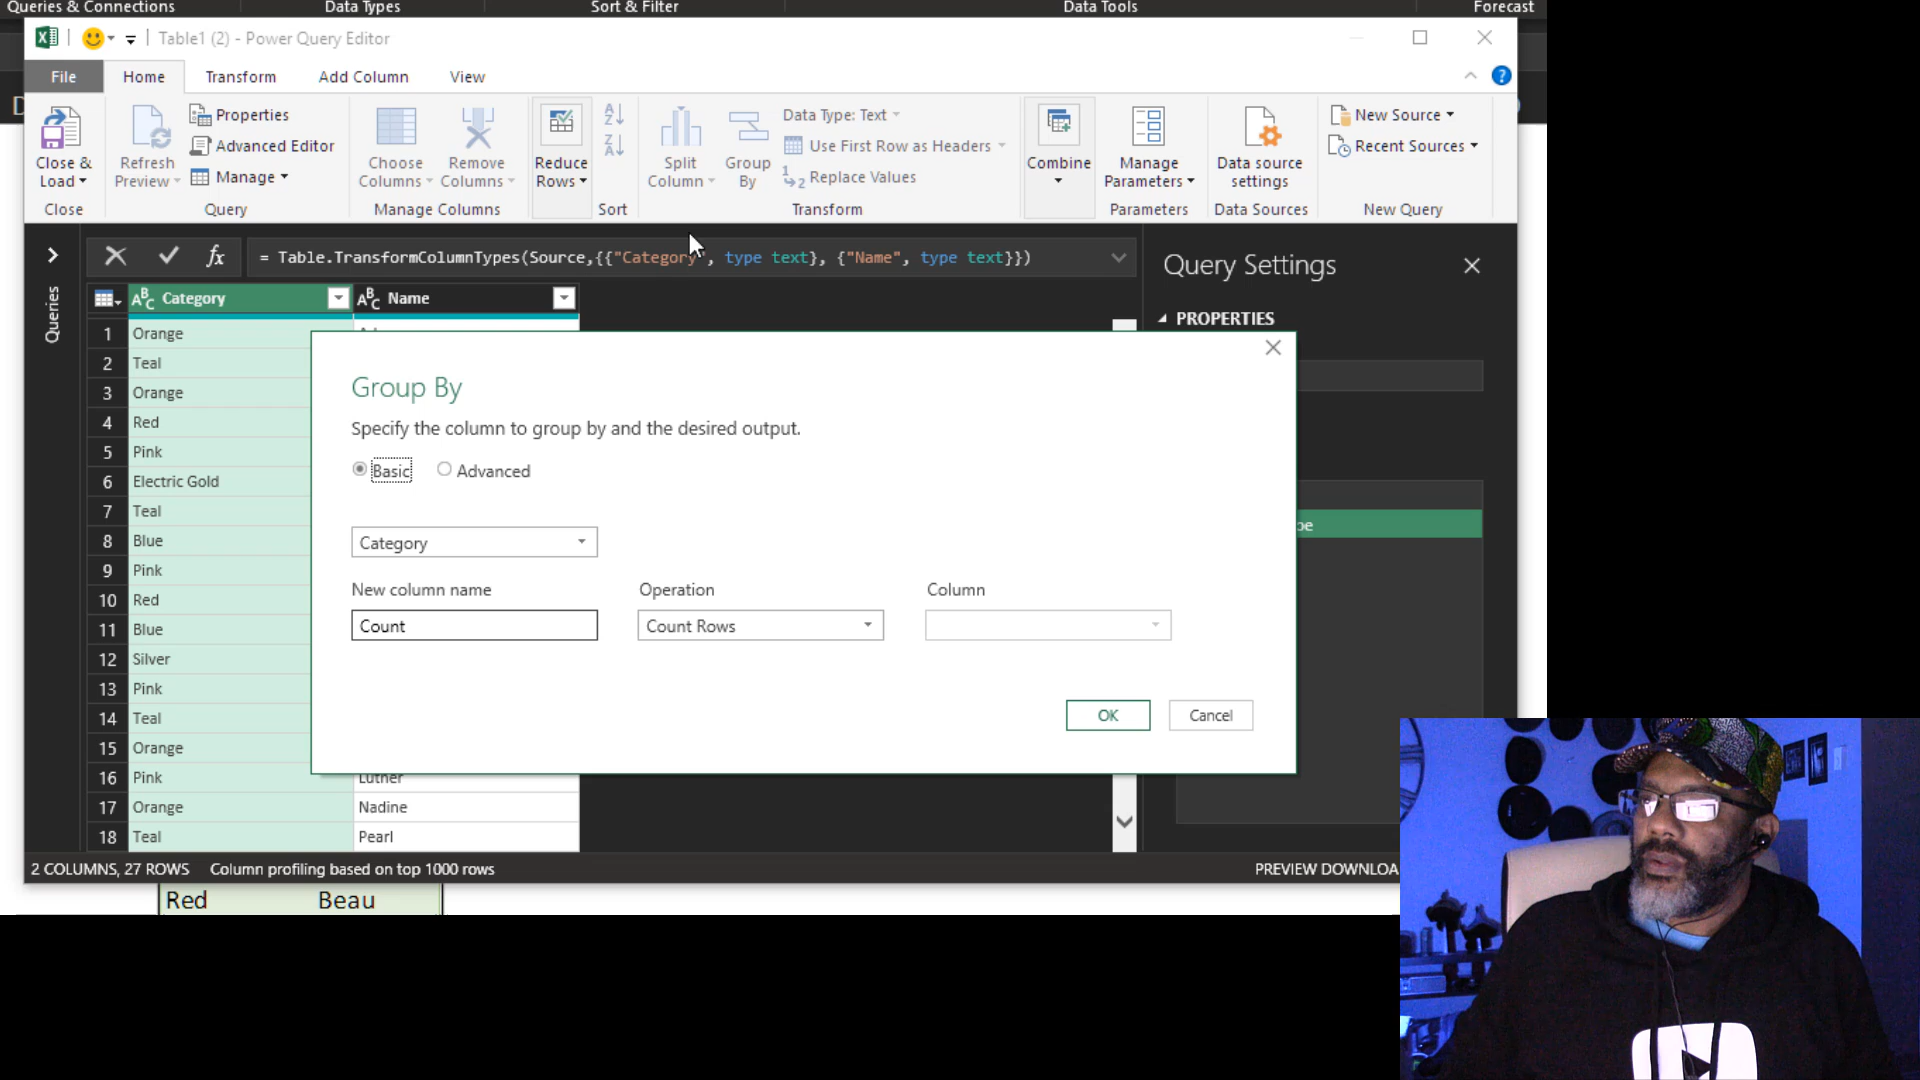 Queries & Connections
Data Types
Sort & Filter
Data Tools
Forecast
Table1 (2) - Power Query Editor
File
Home
Transform
Add Column
View
Close & Load
Refresh Preview
Properties
Advanced Editor
Manage
Choose Columns
Remove Columns
Reduce Rows
Split Column
Group By
Data Type: Text
Use First Row as Headers
Replace Values
Combine
Manage Parameters
Data source settings
New Source
Recent Sources
Close
Query
Manage Columns
Sort
Transform
Parameters
Data Sources
New Query
= Table.TransformColumnTypes(Source,{{"Category", type text}, {"Name", type text}})
Queries
Category
Name
1 Orange
2 Teal
3 Orange
4 Red
5 Pink
6 Electric Gold
7 Teal
8 Blue
9 Pink
10 Red
11 Blue
12 Silver
13 Pink
14 Teal
15 Orange
16 Pink Luther
17 Orange Nadine
18 Teal Pearl
Group By
Specify the column to group by and the desired output.
Basic
Advanced
Category
New column name
Operation
Column
Count
Count Rows
OK
Cancel
Query Settings
PROPERTIES
2 COLUMNS, 27 ROWS
Column profiling based on top 1000 rows
PREVIEW DOWNLOA
Red Beau